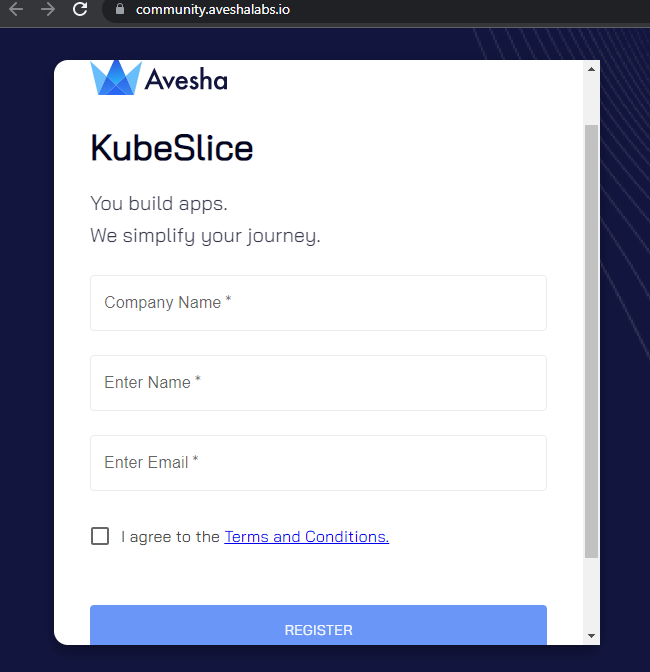 community.aveshalabs.io
Avesha
KubeSlice
You build apps.
We simplify your journey.
Company Name *
Enter Name *
Enter Email *
I agree to the Terms and Conditions.
REGISTER